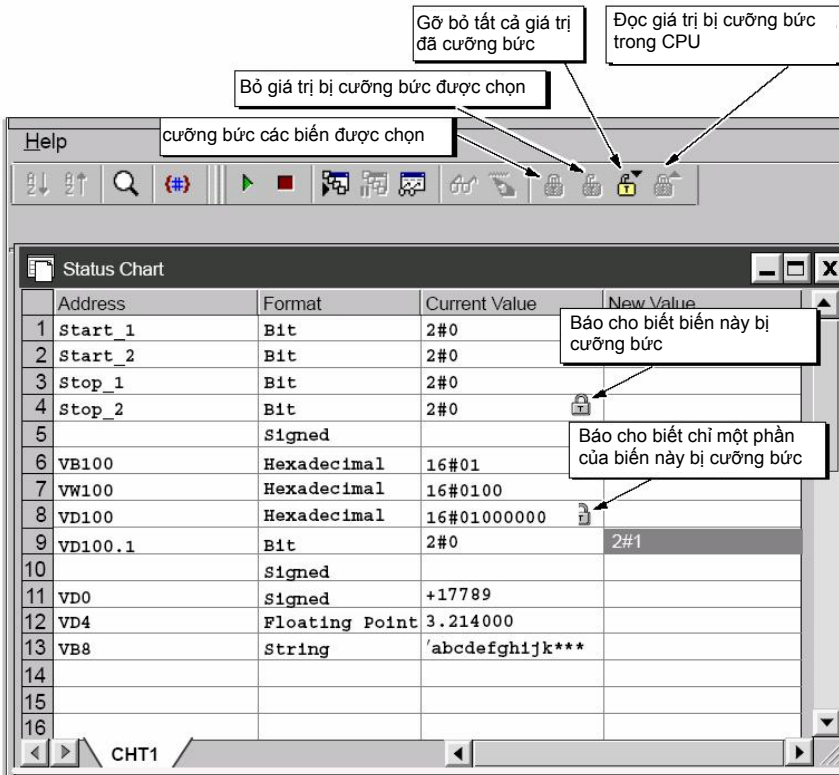 Gỡ bỏ tất cả giá trị
đã cưỡng bức
Đọc giá trị bị cưỡng bức
trong CPU
Bỏ giá trị bị cưỡng bức được chọn
cưỡng bức các biến được chọn
Help
Status Chart
Address Format Current Value New Value
1 Start_1 Bit 2#0
2 Start_2 Bit 2#0
3 Stop_1 Bit 2#0
4 Stop_2 Bit 2#0
5 Signed
6 VB100 Hexadecimal 16#01
7 VW100 Hexadecimal 16#0100
8 VD100 Hexadecimal 16#01000000
9 VD100.1 Bit 2#0 2#1
10 Signed
11 VD0 Signed +17789
12 VD4 Floating Point 3.214000
13 VB8 String 'abcdefghijk***
14
15
16
Báo cho biết biến này bị
cưỡng bức
Báo cho biết chỉ một phần
của biến này bị cưỡng bức
CHT1